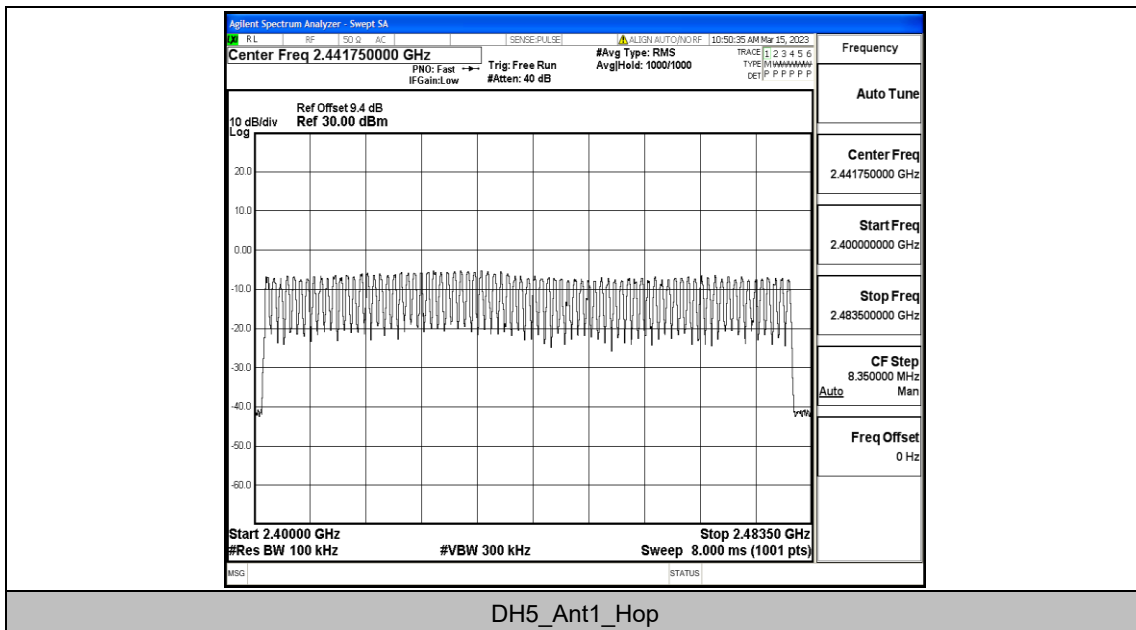 Agilent Spectrum Analyzer - Swept SA
RL RF 50 Ω AC SENSE:PULSE ALIGN AUTO/NO RF 10:50:35 AM Mar 15, 2023
Center Freq 2.441750000 GHz
PNO: Fast
IFGain:Low
Trig: Free Run
#Atten: 40 dB
#Avg Type: RMS
Avg|Hold: 1000/1000
TRACE 1 2 3 4 5 6
TYPE M WWWWW
DET P P P P P P
Ref Offset 9.4 dB
10 dB/div Ref 30.00 dBm
Log
20.0
10.0
0.00
-10.0
-20.0
-30.0
-40.0
-50.0
-60.0
Start 2.40000 GHz Stop 2.48350 GHz
#Res BW 100 kHz #VBW 300 kHz Sweep 8.000 ms (1001 pts)
MSG STATUS
Frequency
Auto Tune
Center Freq
2.441750000 GHz
Start Freq
2.400000000 GHz
Stop Freq
2.483500000 GHz
CF Step
8.350000 MHz
Auto Man
Freq Offset
0 Hz
DH5_Ant1_Hop